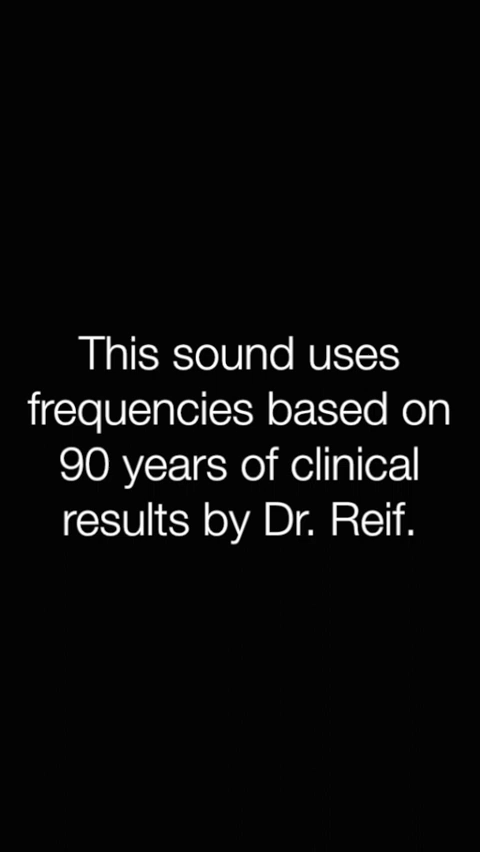 This sound uses
frequencies based on
90 years of clinical
results by Dr. Reif.